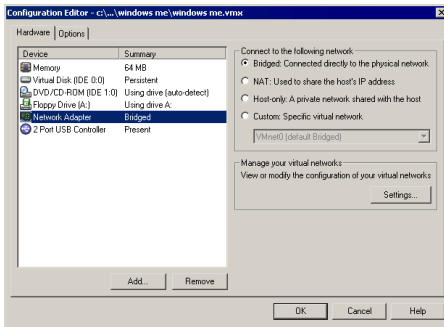 Configuration Editor - c:\...\windows me\windows me.vmx
Hardware Options
Device Summary
Memory 64 MB
Virtual Disk (IDE 0:0) Persistent
DVD/CD-ROM (IDE 1:0) Using drive (auto-detect)
Floppy Drive (A:) Using drive A:
Network Adapter Bridged
2 Port USB Controller Present
Add... Remove
Connect to the following network
Bridged: Connected directly to the physical network
NAT: Used to share the host's IP address
Host-only: A private network shared with the host
Custom: Specific virtual network
VMnet0 (default Bridged)
Manage your virtual networks
View or modify the configuration of your virtual networks
Settings...
OK Cancel Help